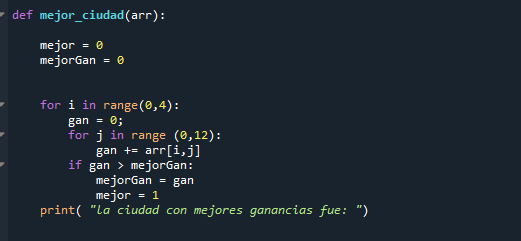 def mejor_ciudad(arr):
mejor = 0
mejorGan = 0
for i in range(0,4):
gan = 0;
for j in range (0,12):
gan += arr[i,j]
if gan > mejorGan:
mejorGan = gan
mejor = 1
print( "la ciudad con mejores ganancias fue: ")